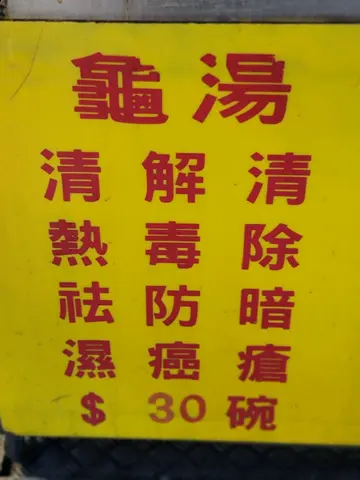 龜湯
清熱祛濕
解毒防癌
清除暗瘡
$ 30 碗